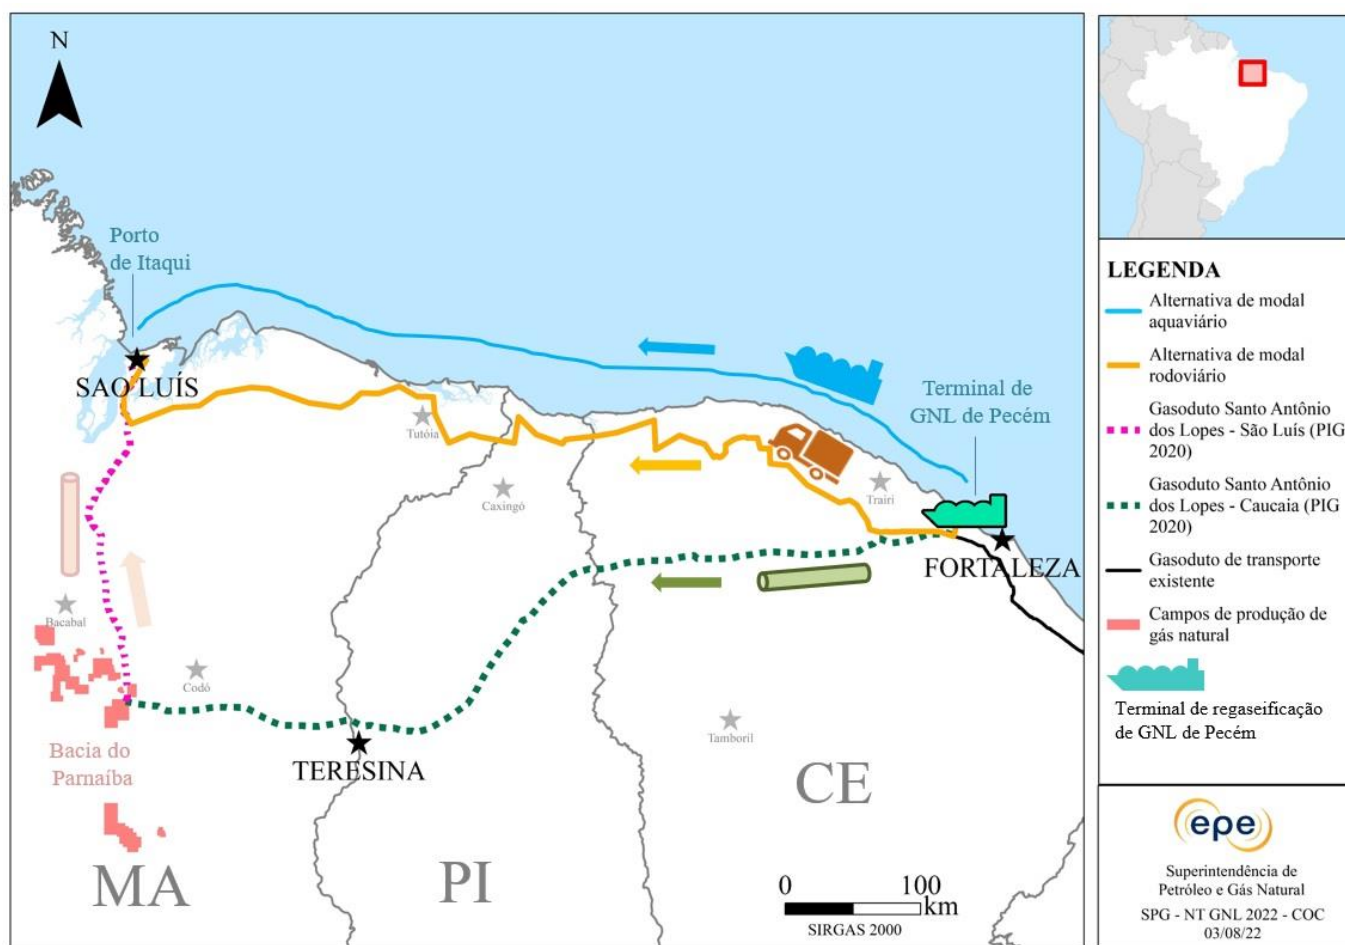 N
Porto
de Itaqui
SAO LUÍS
Terminal de
GNL de Pecém
Tutóia
Caxingó
Trairi
FORTALEZA
Bacabal
Codó
Bacia do
Parnaíba
TERESINA
Tamboril
CE
MA
PI
0 100
km
SIRGAS 2000
LEGENDA
Alternativa de modal
aquaviário
Alternativa de modal
rodoviário
Gasoduto Santo Antônio
dos Lopes - São Luís (PIG
2020)
Gasoduto Santo Antônio
dos Lopes - Caucaia (PIG
2020)
Gasoduto de transporte
existente
Campos de produção de
gás natural
Terminal de regaseificação
de GNL de Pecém
epe
Superintendência de
Petróleo e Gás Natural
SPG - NT GNL 2022 - COC
03/08/22